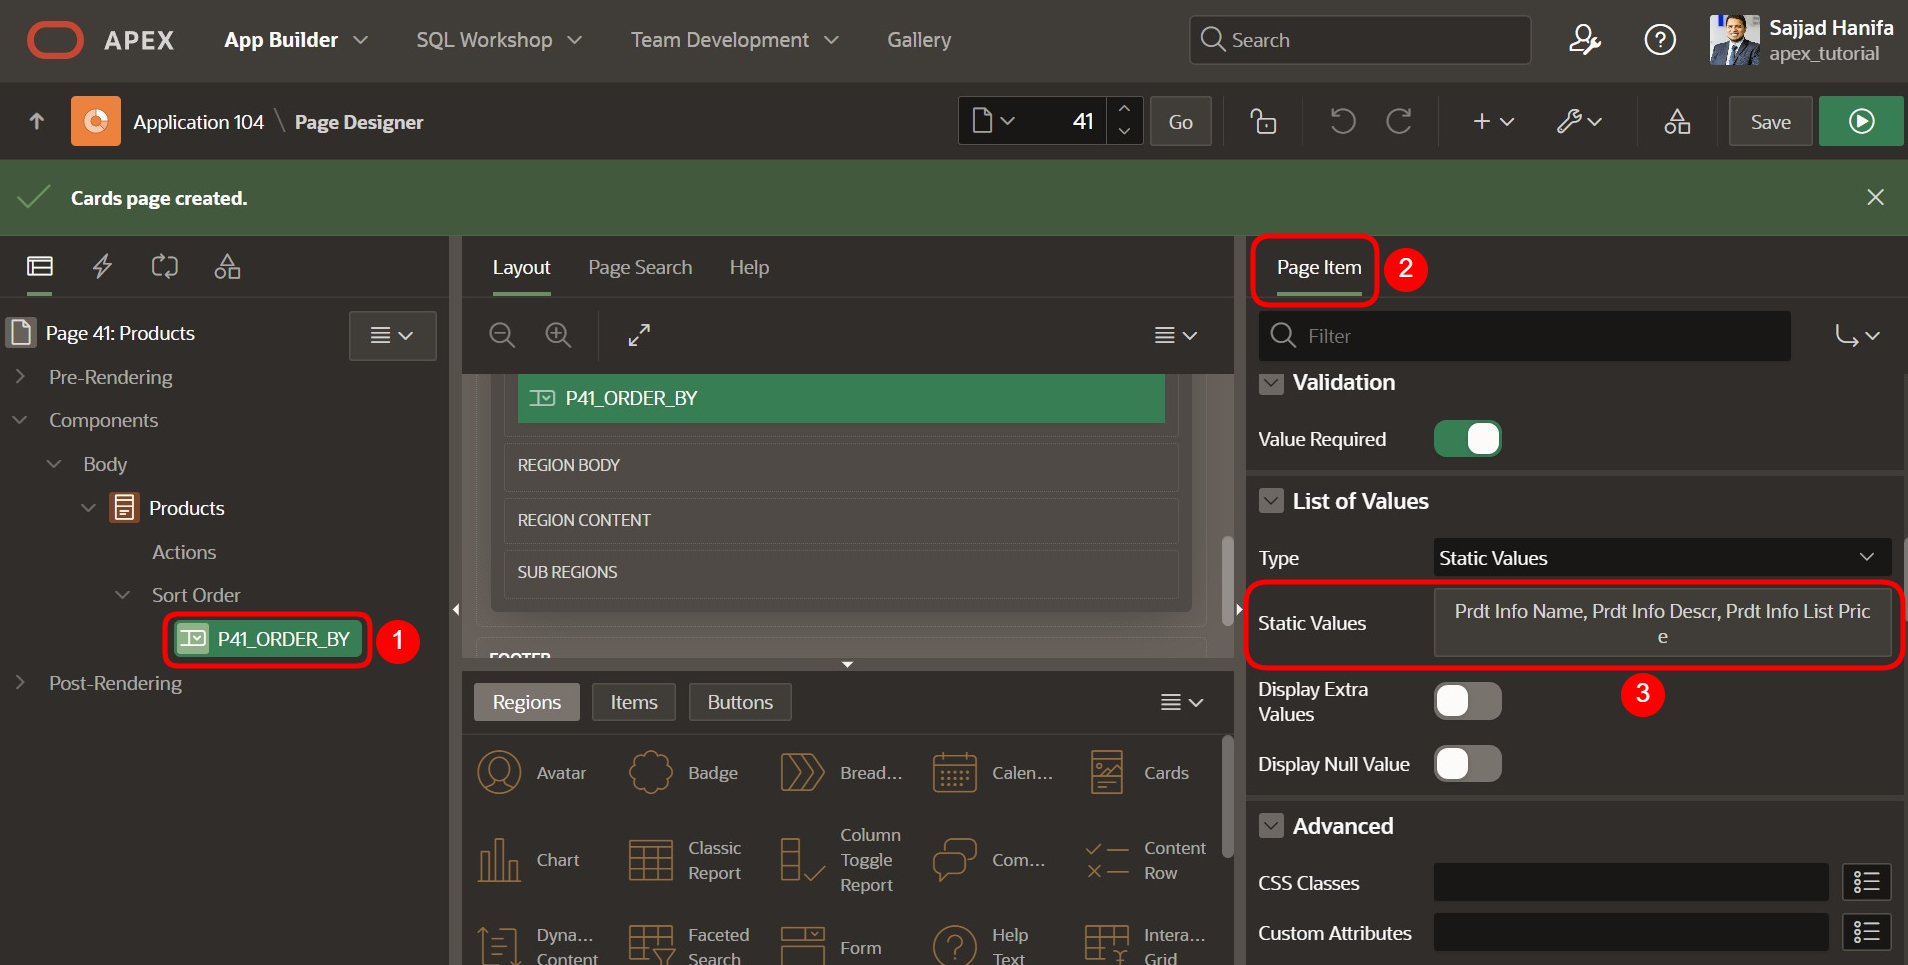 APEX
App Builder
SQL Workshop
Team Development
Gallery
Search
Sajjad Hanifa
apex_tutorial
Application 104 \ Page Designer
41
Go
Save
Cards page created.
Page 41: Products
Pre-Rendering
Components
Body
Products
Actions
Sort Order
P41_ORDER_BY
1
Post-Rendering
Layout
Page Search
Help
P41_ORDER_BY
REGION BODY
REGION CONTENT
SUB REGIONS
FOOTER
Regions
Items
Buttons
Avatar
Badge
Bread...
Calen...
Cards
Chart
Classic
Report
Column
Toggle
Report
Com...
Content
Row
Dyna...
Content
Faceted
Search
Form
Help
Text
Intera...
Grid
Page Item
2
Filter
Validation
Value Required
List of Values
Type
Static Values
Static Values
Prdt Info Name, Prdt Info Descr, Prdt Info List Pric
e
Display Extra
Values
3
Display Null Value
Advanced
CSS Classes
Custom Attributes